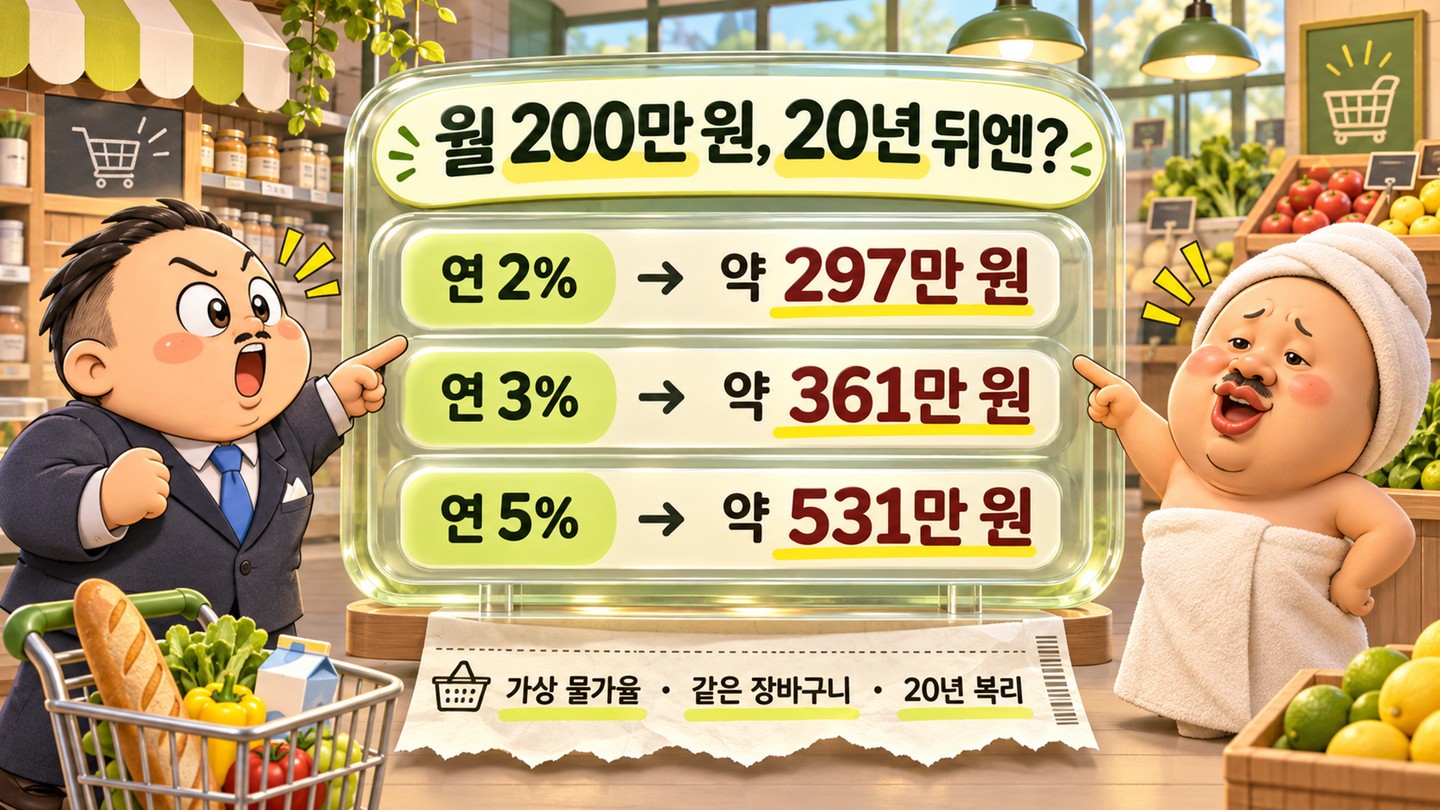 월 200만 원, 20년 뒤엔?
연 2% → 약 297만 원
연 3% → 약 361만 원
연 5% → 약 531만 원
가상 물가율 • 같은 장바구니 • 20년 복리